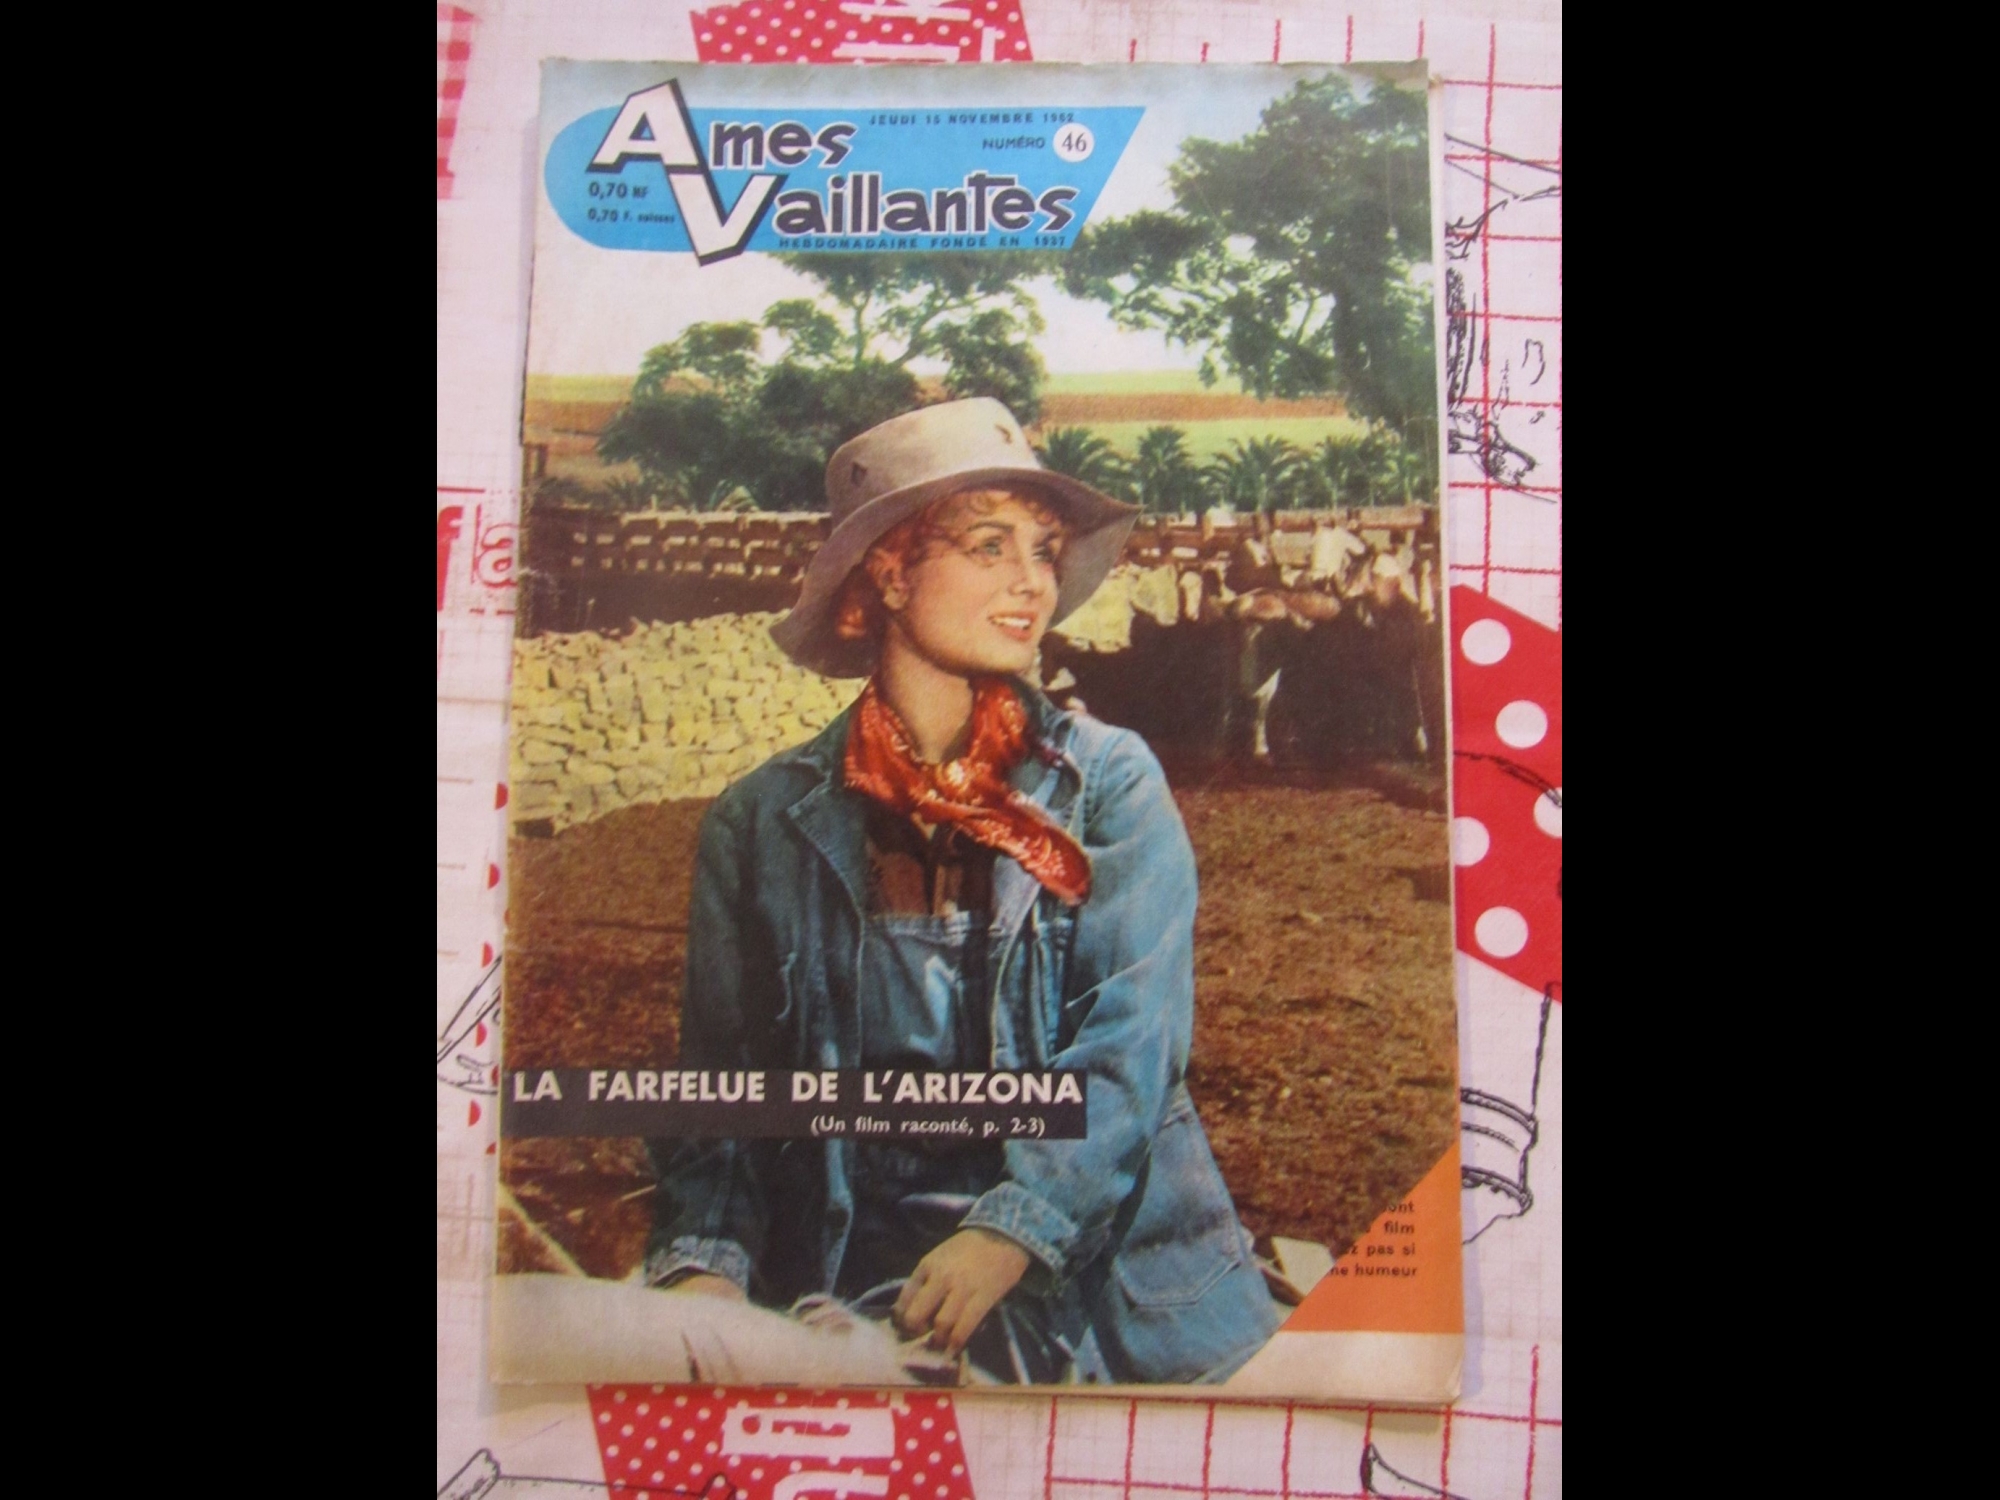 JEUDI 15 NOVEMBRE 1962
NUMÉRO 46
Ames
Vaillantes
0,70 NF
0,70 F. suisses
HEBDOMADAIRE FONDÉ EN 1937
LA FARFELUE DE L'ARIZONA
(Un film raconté, p. 2-3)
film
pas si
humeur